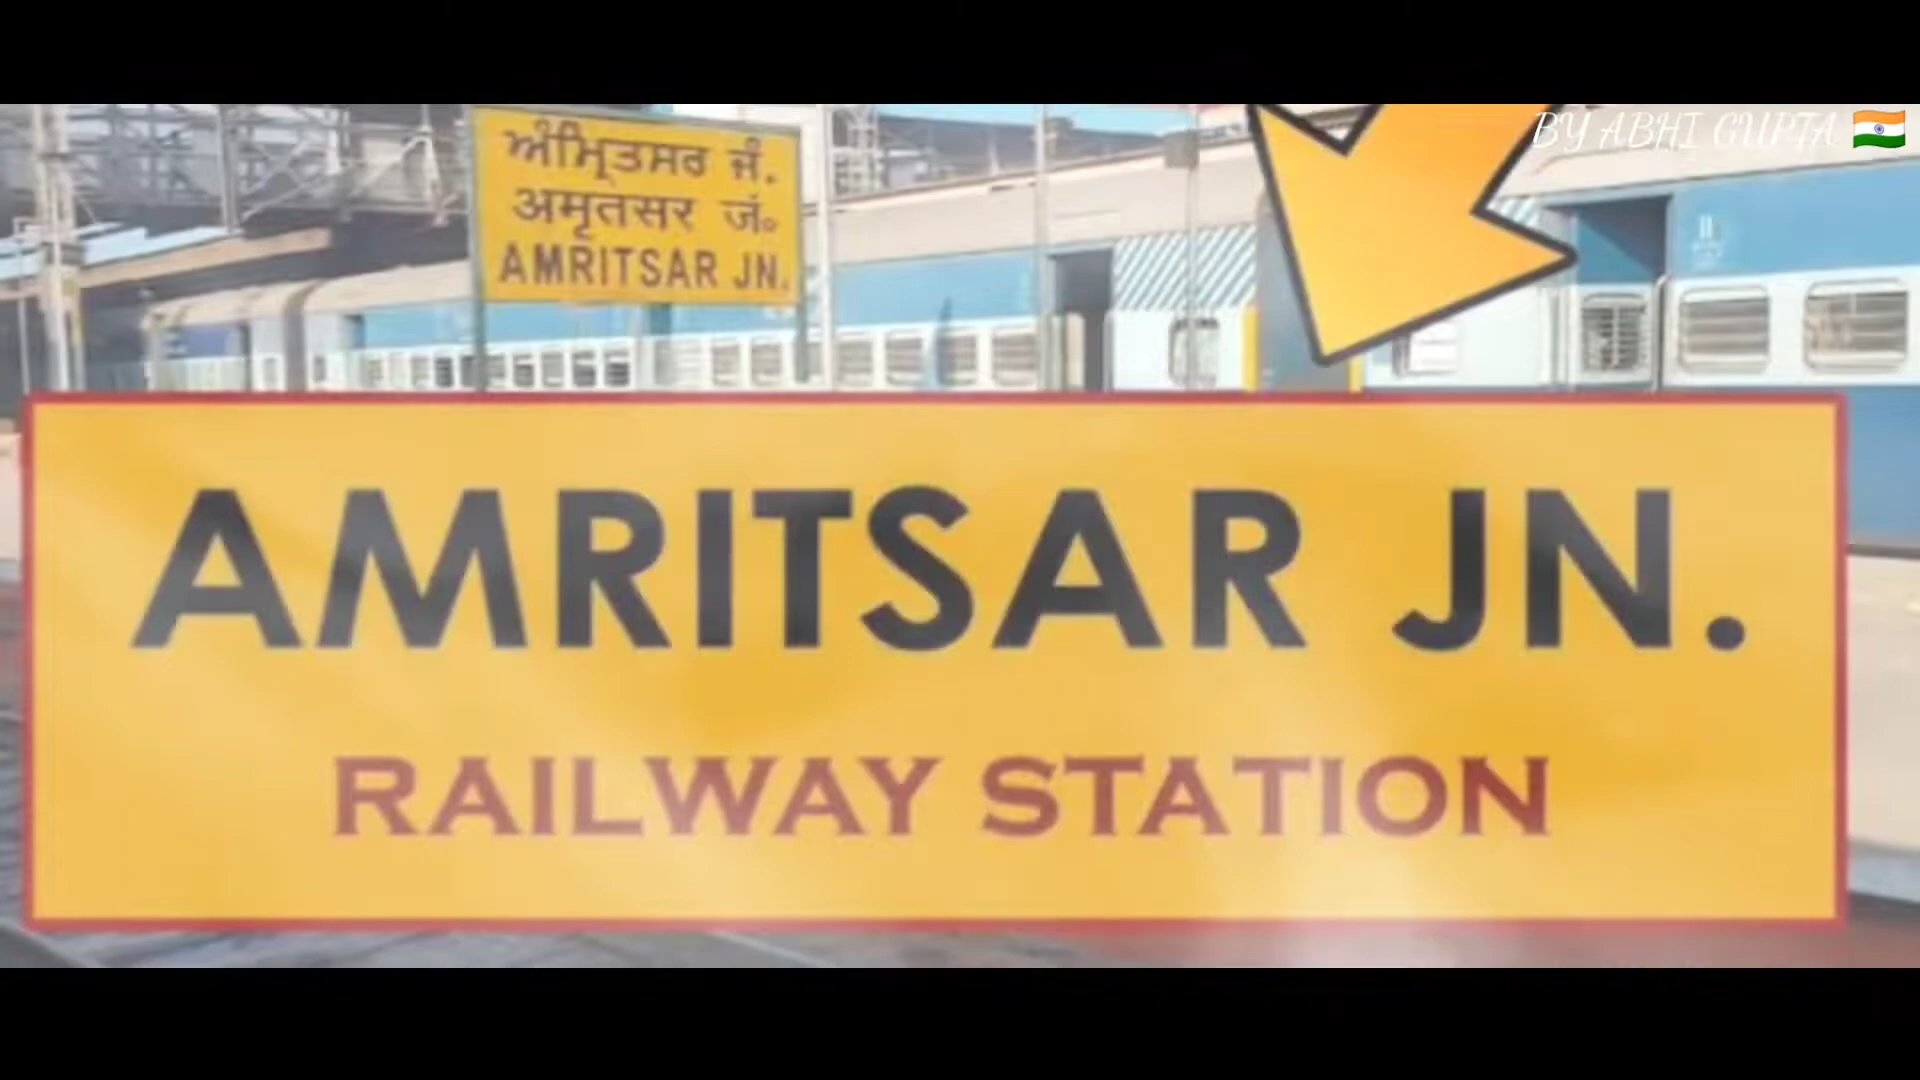 BY ABHI GUPTA
ਅੰਮ੍ਰਿਤਸਰ ਜੰ.
अमृतसर जं॰
AMRITSAR JN.
AMRITSAR JN.
RAILWAY STATION